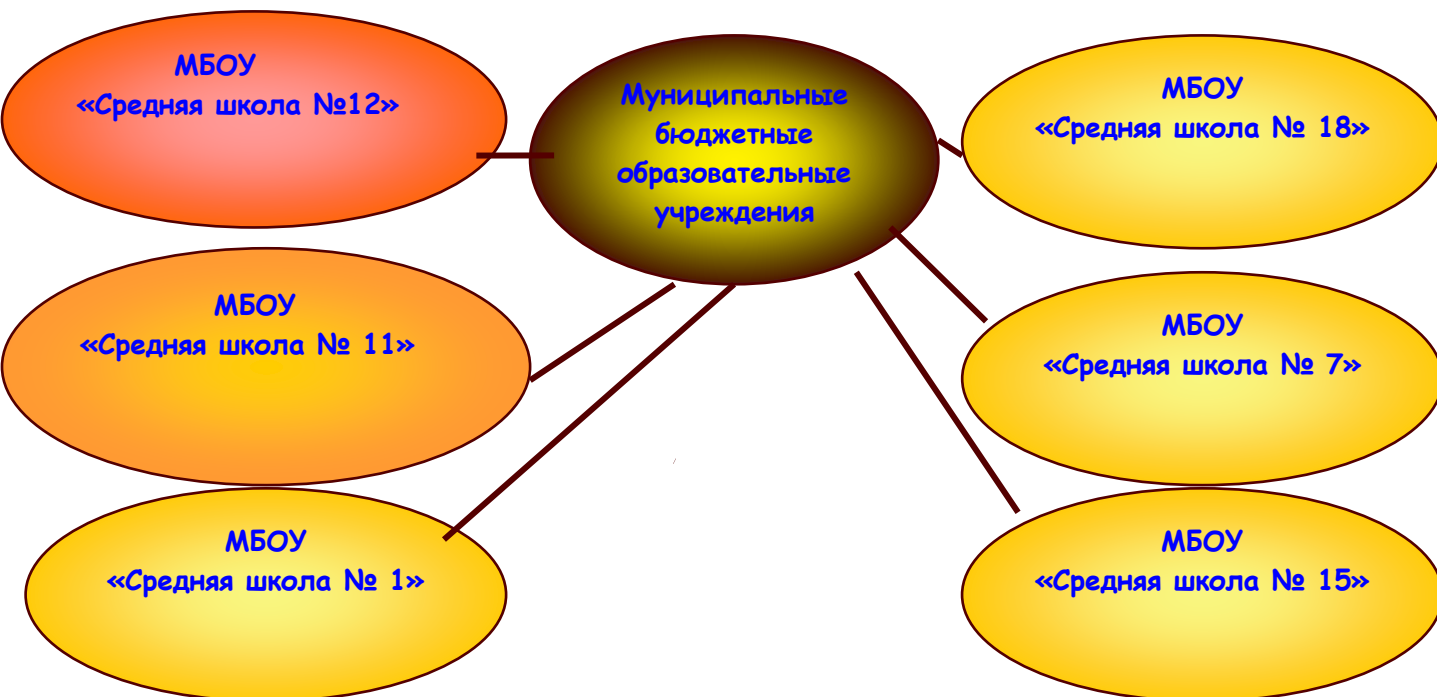 МБОУ
«Средняя школа №12»
Муниципальные
бюджетные
образовательные
учреждения
МБОУ
«Средняя школа № 18»
МБОУ
«Средняя школа № 11»
МБОУ
«Средняя школа № 7»
МБОУ
«Средняя школа № 1»
МБОУ
«Средняя школа № 15»